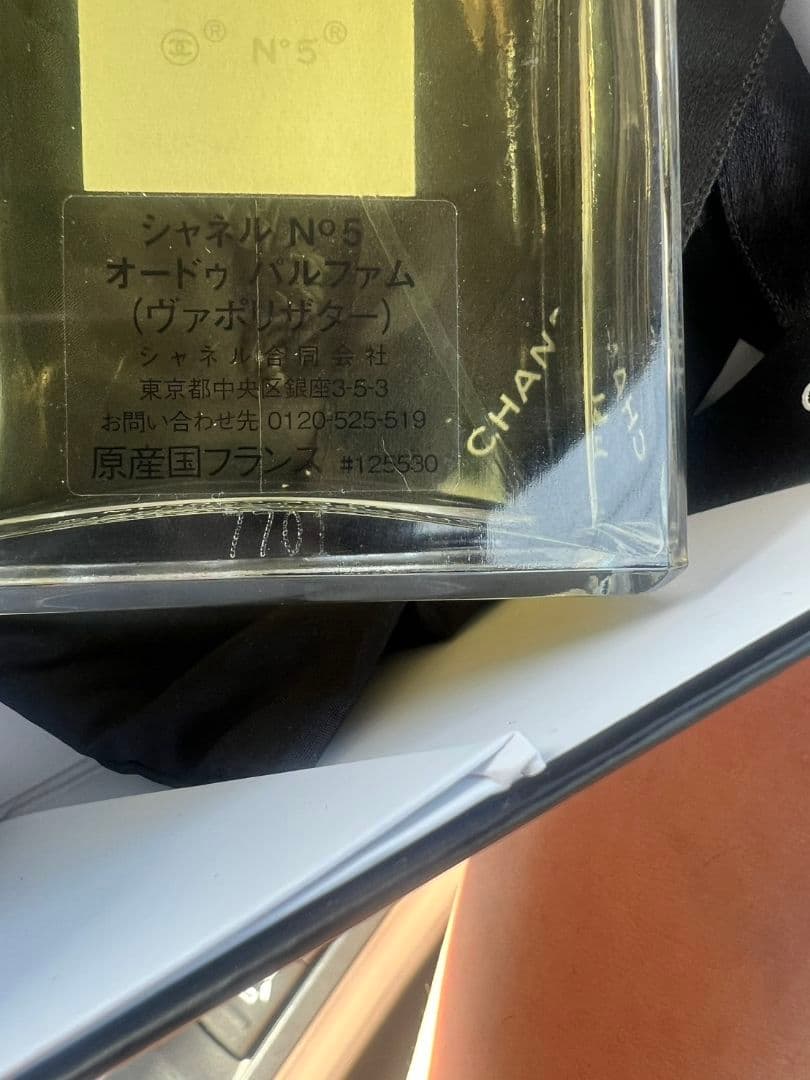 ® N°5®
シャネル Nº5
オードゥ パルファム
(ヴァポリザター)
シャネル合同会社
東京都中央区銀座3-5-3
お問い合わせ先 0120-525-519
原産国フランス #125530
CHAN
1701